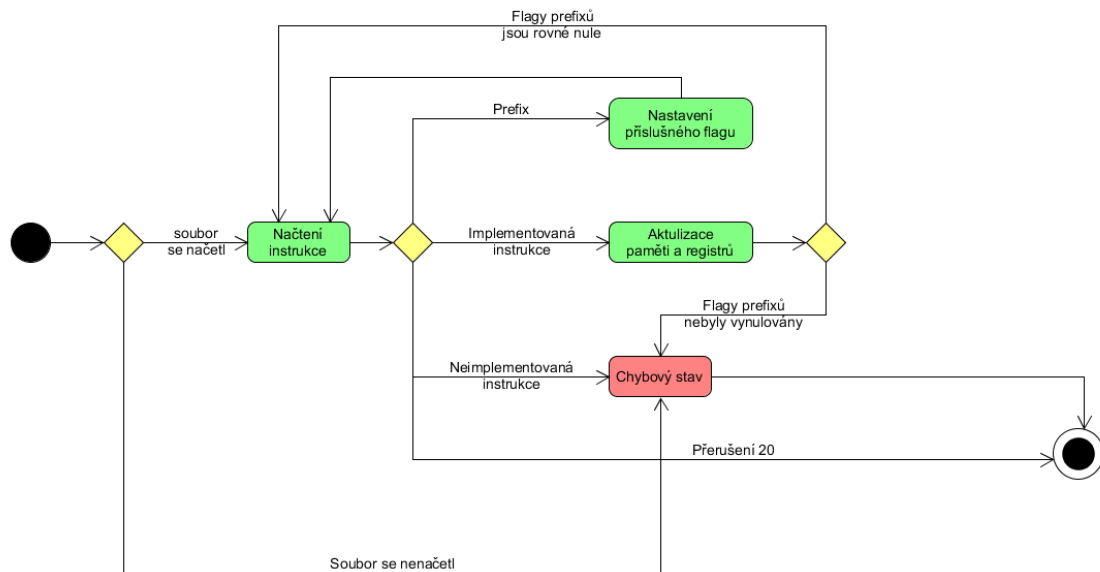 Flagy prefixů
jsou rovné nule
Prefix
Nastavení
příslušného flagu
soubor
se načetl
Načtení
instrukce
Implementovaná
instrukce
Aktulizace
paměti a registrů
Flagy prefixů
nebyly vynulovány
Neimplementovaná
instrukce
Chybový stav
Přerušení 20
Soubor se nenačetl